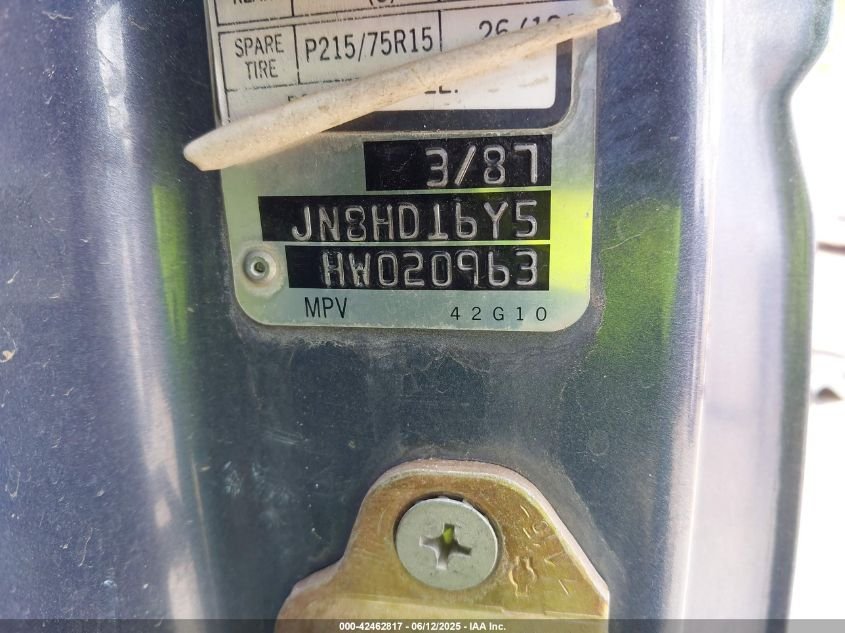 SPARE TIRE P215/75R15
3/87
JN8HD16Y5
HW020963
MPV 42G10
000-42462817 - 06/12/2025 - IAA Inc.